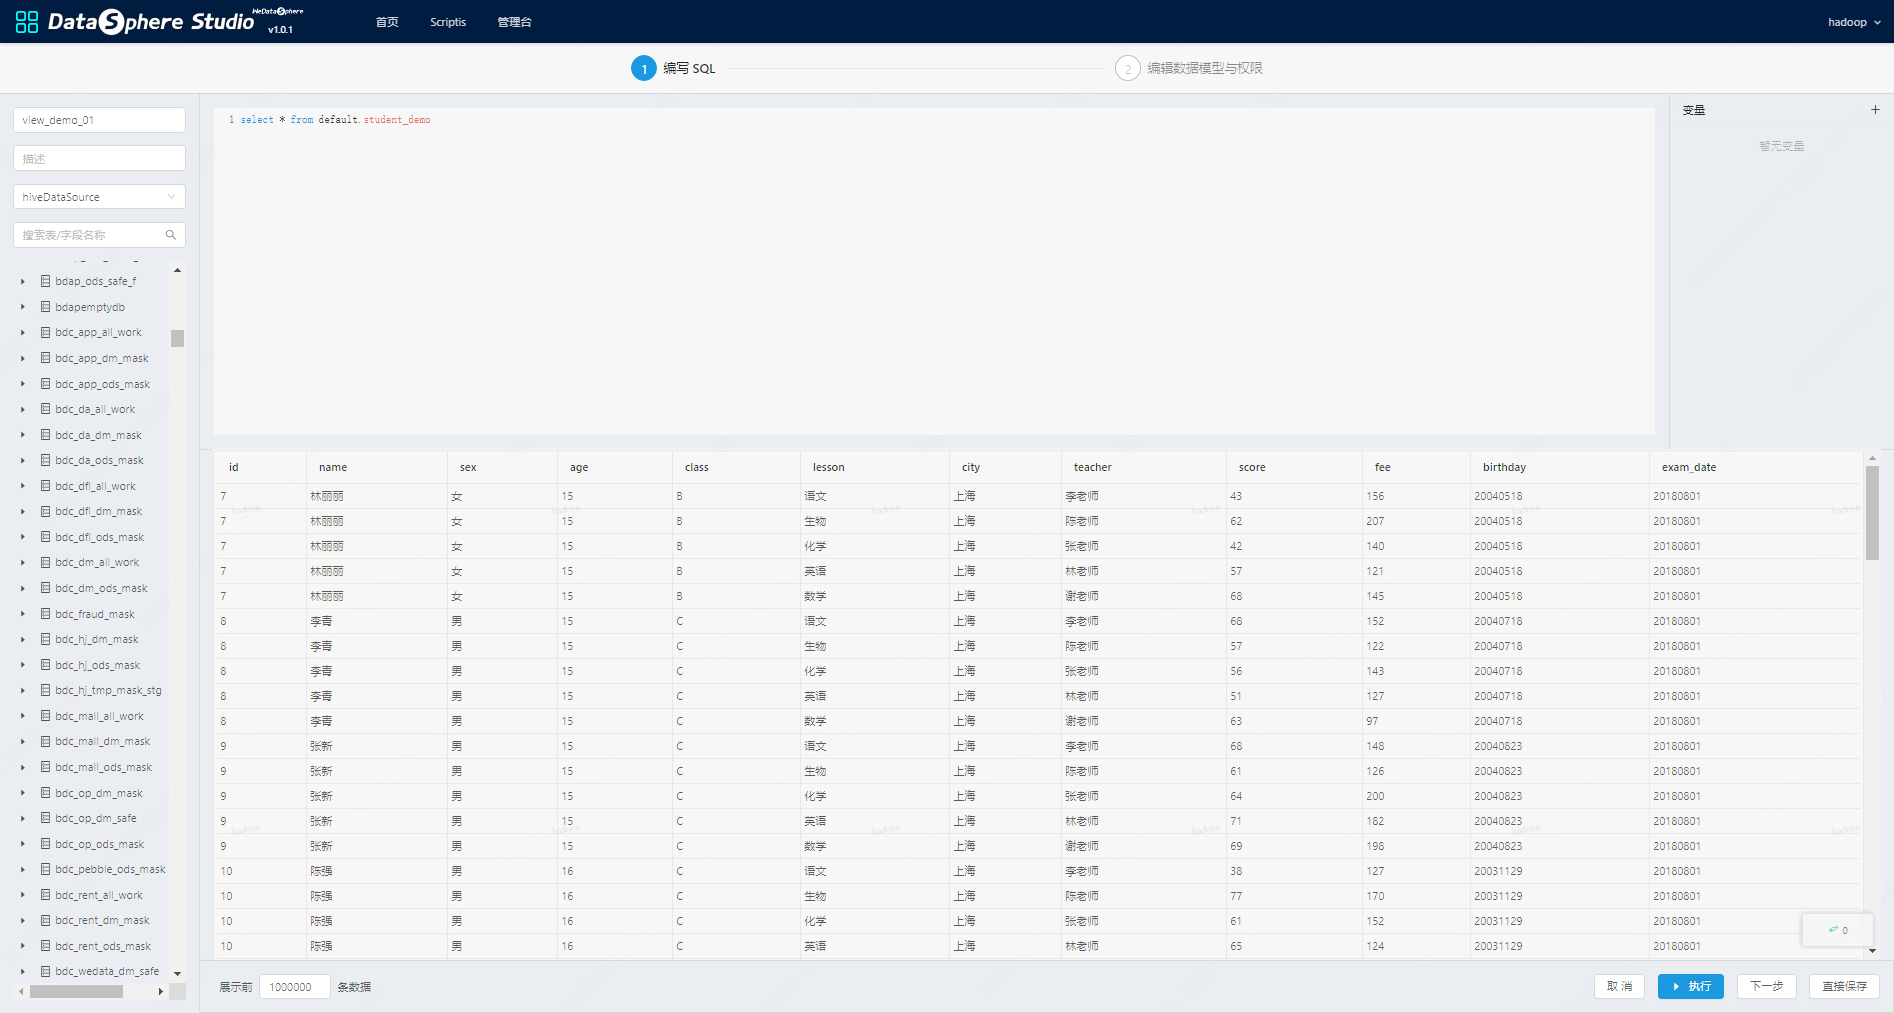 WeDataSphere
DataSphere Studio v1.0.1 首页 Scriptis 管理台 hadoop
1 编写 SQL 2 编辑数据模型与权限
view_demo_01
描述
hiveDataSource
搜索表/字段名称
bdap_ods_safe_f
bdapemptydb
bdc_app_all_work
bdc_app_dm_mask
bdc_app_ods_mask
bdc_da_all_work
bdc_da_dm_mask
bdc_da_ods_mask
bdc_dfl_all_work
bdc_dfl_dm_mask
bdc_dfl_ods_mask
bdc_dm_all_work
bdc_dm_ods_mask
bdc_fraud_mask
bdc_hj_dm_mask
bdc_hj_ods_mask
bdc_hj_tmp_mask_stg
bdc_mall_all_work
bdc_mall_dm_mask
bdc_mall_ods_mask
bdc_op_dm_mask
bdc_op_dm_safe
bdc_op_ods_mask
bdc_pebble_ods_mask
bdc_rent_all_work
bdc_rent_dm_mask
bdc_rent_ods_mask
bdc_wedata_dm_safe
1 select * from default.student_demo
变量 +
暂无变量
id name sex age class lesson city teacher score fee birthday exam_date
7 林丽丽 女 15 B 语文 上海 李老师 43 156 20040518 20180801
7 林丽丽 女 15 B 生物 上海 陈老师 62 207 20040518 20180801
7 林丽丽 女 15 B 化学 上海 张老师 42 140 20040518 20180801
7 林丽丽 女 15 B 英语 上海 林老师 57 121 20040518 20180801
7 林丽丽 女 15 B 数学 上海 谢老师 68 145 20040518 20180801
8 李青 男 15 C 语文 上海 李老师 68 152 20040718 20180801
8 李青 男 15 C 生物 上海 陈老师 57 122 20040718 20180801
8 李青 男 15 C 化学 上海 张老师 56 143 20040718 20180801
8 李青 男 15 C 英语 上海 林老师 51 127 20040718 20180801
8 李青 男 15 C 数学 上海 谢老师 63 97 20040718 20180801
9 张新 男 15 C 语文 上海 李老师 68 148 20040823 20180801
9 张新 男 15 C 生物 上海 陈老师 61 126 20040823 20180801
9 张新 男 15 C 化学 上海 张老师 64 200 20040823 20180801
9 张新 男 15 C 英语 上海 林老师 71 182 20040823 20180801
9 张新 男 15 C 数学 上海 谢老师 69 198 20040823 20180801
10 陈强 男 16 C 语文 上海 李老师 38 127 20031129 20180801
10 陈强 男 16 C 生物 上海 陈老师 77 170 20031129 20180801
10 陈强 男 16 C 化学 上海 张老师 61 152 20031129 20180801
10 陈强 男 16 C 英语 上海 林老师 65 124 20031129 20180801
0
展示前 1000000 条数据 取 消 执行 下一步 直接保存